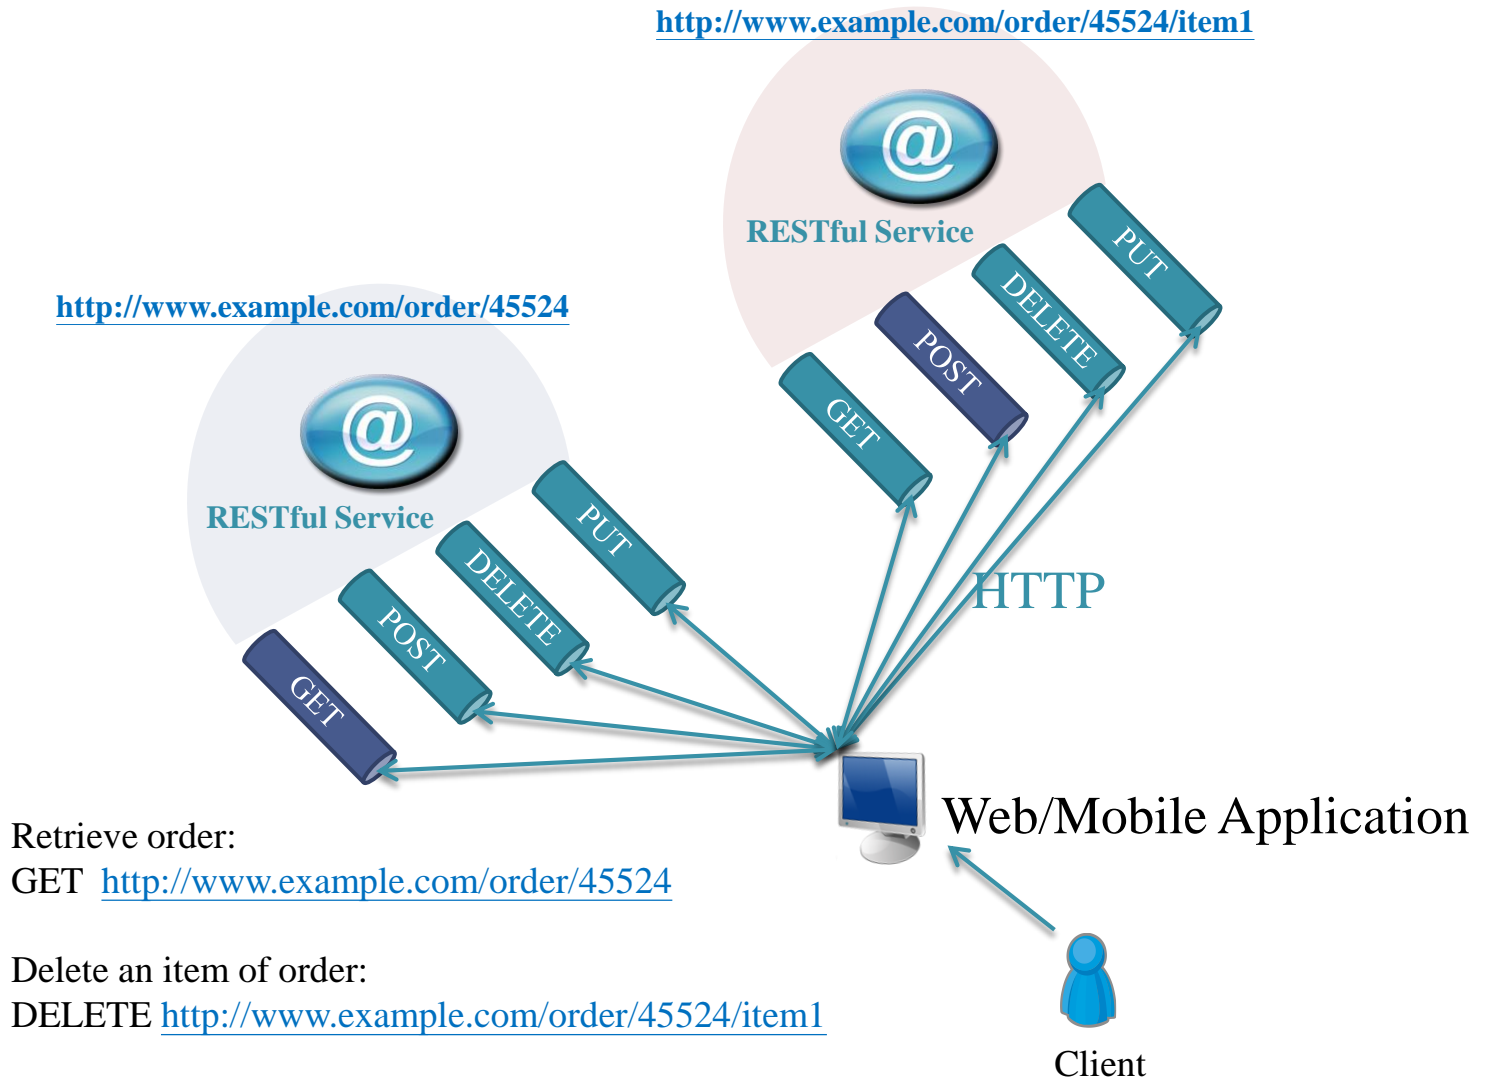 http://www.example.com/order/45524/item1
RESTful Service
PUT
DELETE
POST
GET
http://www.example.com/order/45524
RESTful Service
PUT
DELETE
POST
GET
HTTP
Web/Mobile Application
Retrieve order:
GET http://www.example.com/order/45524
Delete an item of order:
DELETE http://www.example.com/order/45524/item1
Client